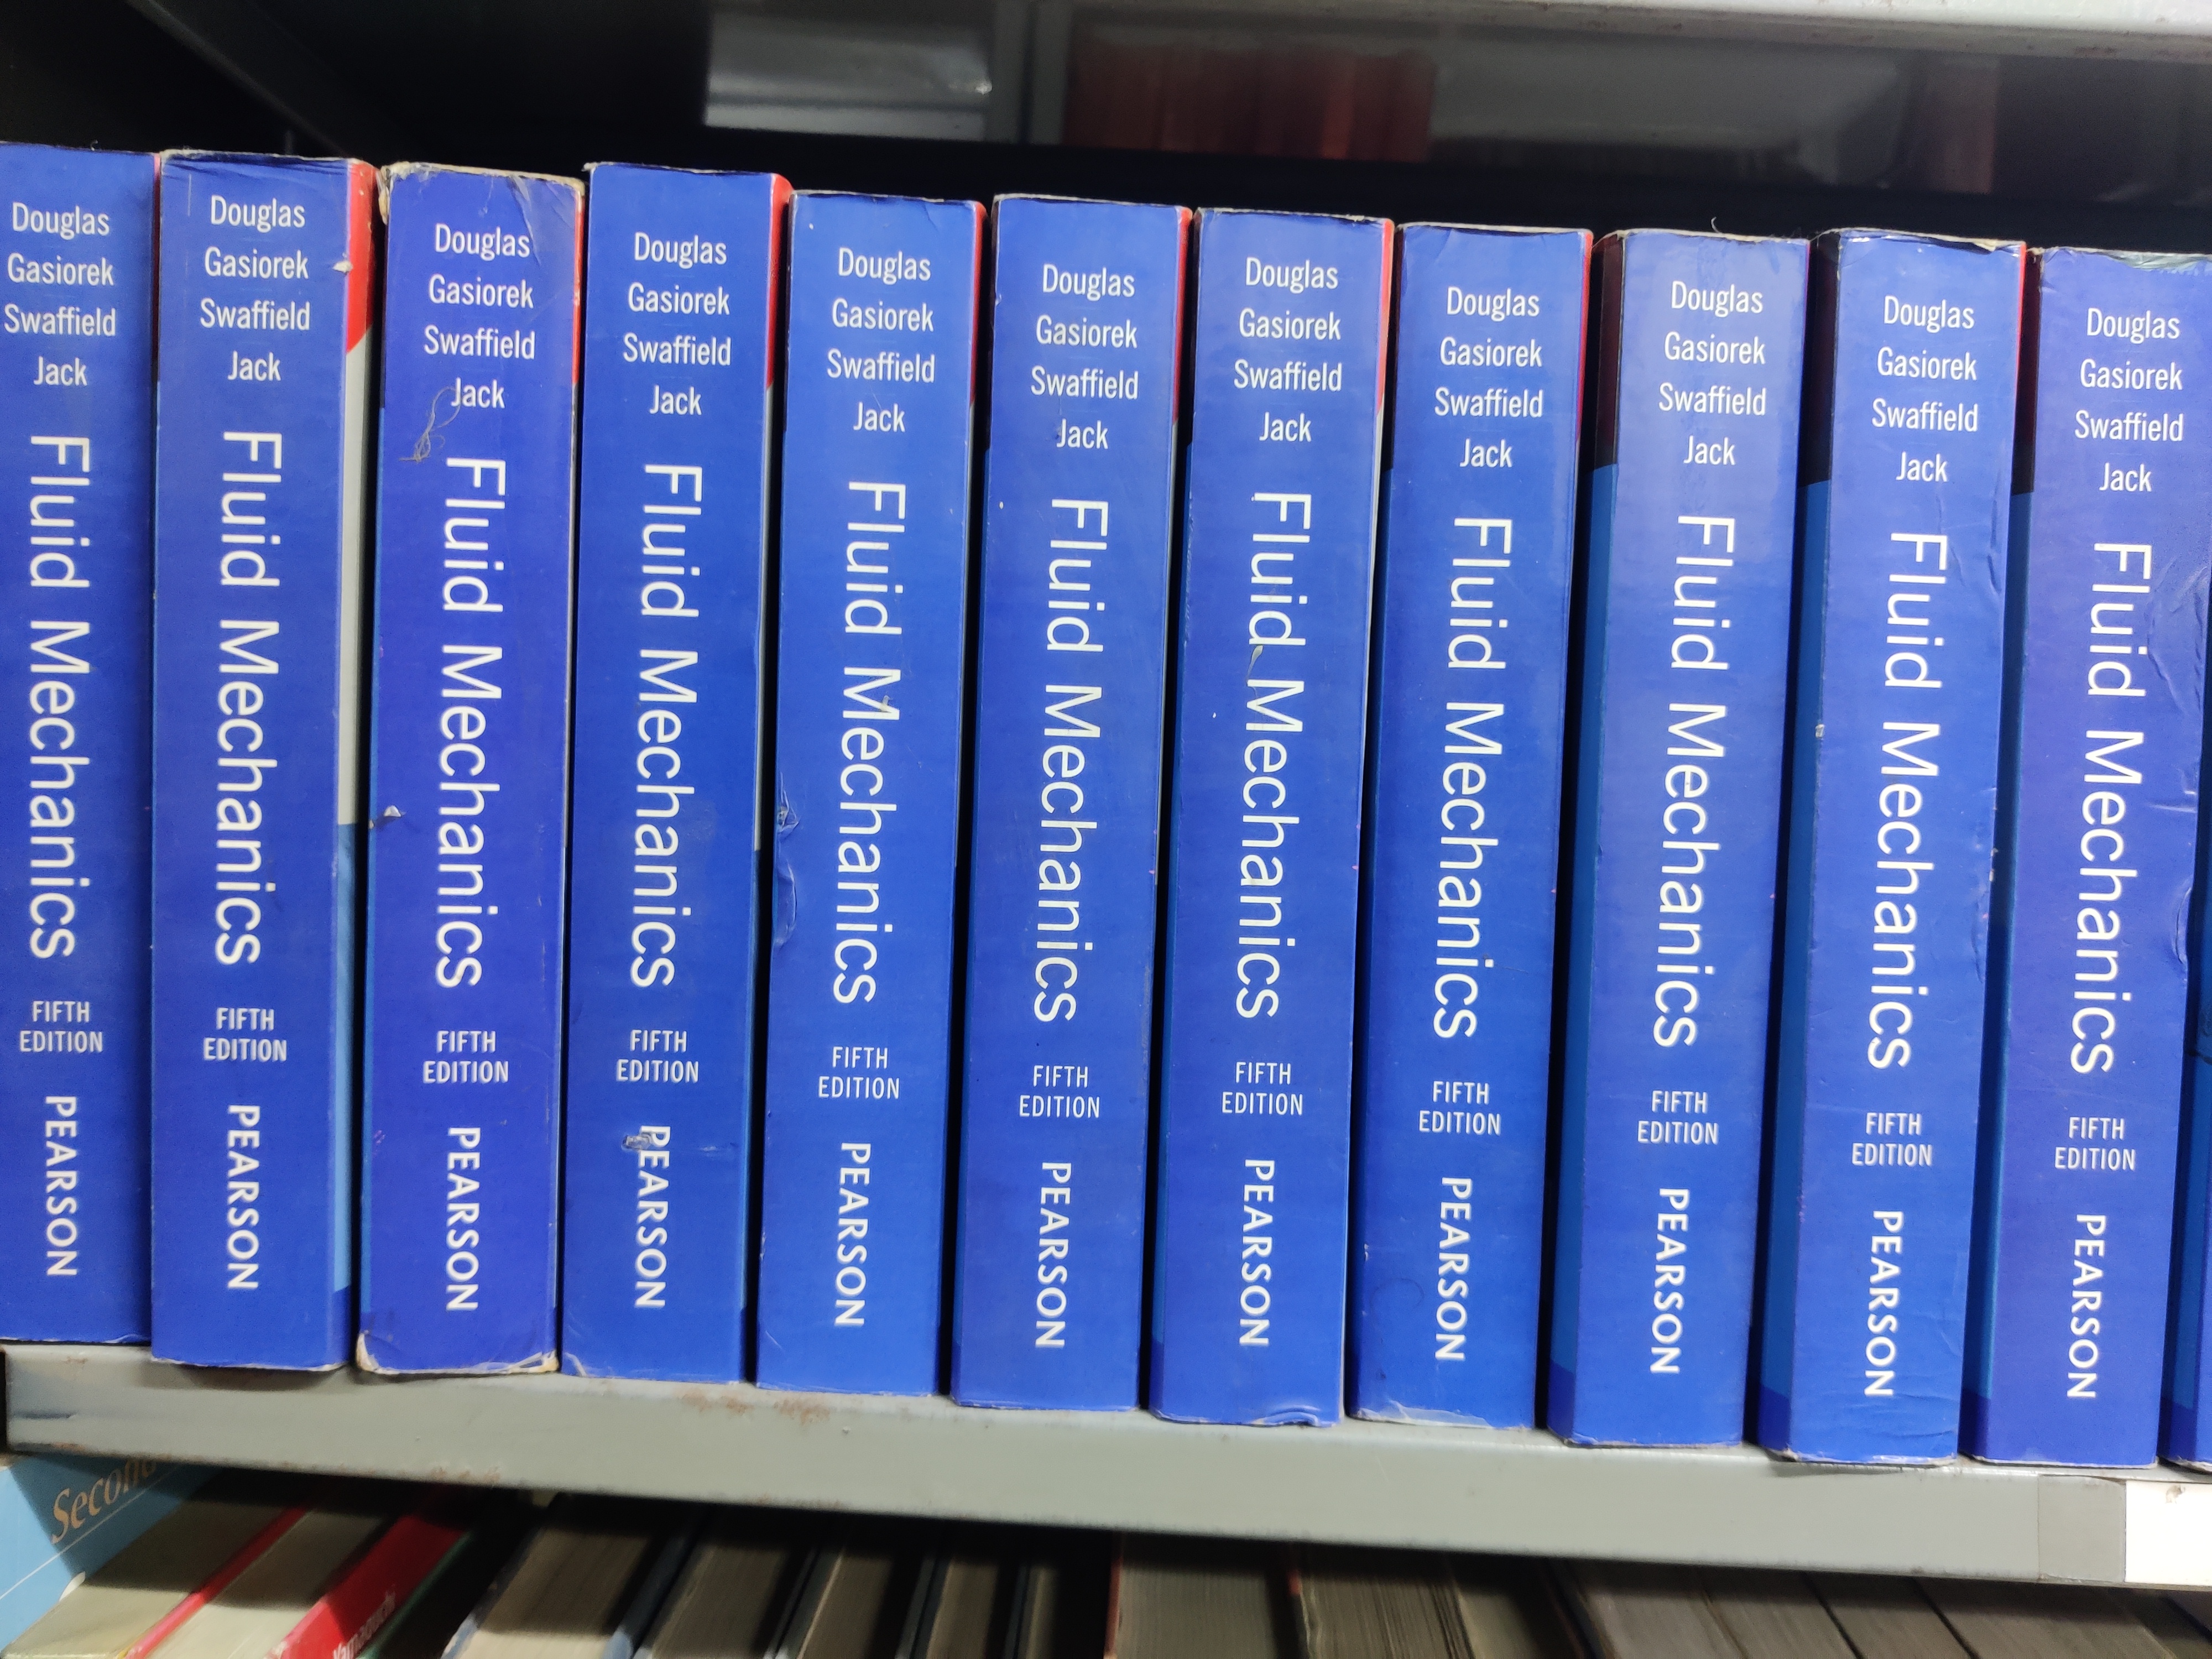 Douglas
Gasiorek
Swaffield
Jack
Fluid Mechanics
FIFTH
EDITION
PEARSON
Douglas
Gasiorek
Swaffield
Jack
Fluid Mechanics
FIFTH
EDITION
PEARSON
Douglas
Gasiorek
Swaffield
Jack
Fluid Mechanics
FIFTH
EDITION
PEARSON
Douglas
Gasiorek
Swaffield
Jack
Fluid Mechanics
FIFTH
EDITION
PEARSON
Douglas
Gasiorek
Swaffield
Jack
Fluid Mechanics
FIFTH
EDITION
PEARSON
Douglas
Gasiorek
Swaffield
Jack
Fluid Mechanics
FIFTH
EDITION
PEARSON
Douglas
Gasiorek
Swaffield
Jack
Fluid Mechanics
FIFTH
EDITION
PEARSON
Douglas
Gasiorek
Swaffield
Jack
Fluid Mechanics
FIFTH
EDITION
PEARSON
Douglas
Gasiorek
Swaffield
Jack
Fluid Mechanics
FIFTH
EDITION
PEARSON
Douglas
Gasiorek
Swaffield
Jack
Fluid Mechanics
FIFTH
EDITION
PEARSON
Douglas
Gasiorek
Swaffield
Jack
Fluid Mechanics
FIFTH
EDITION
PEARSON